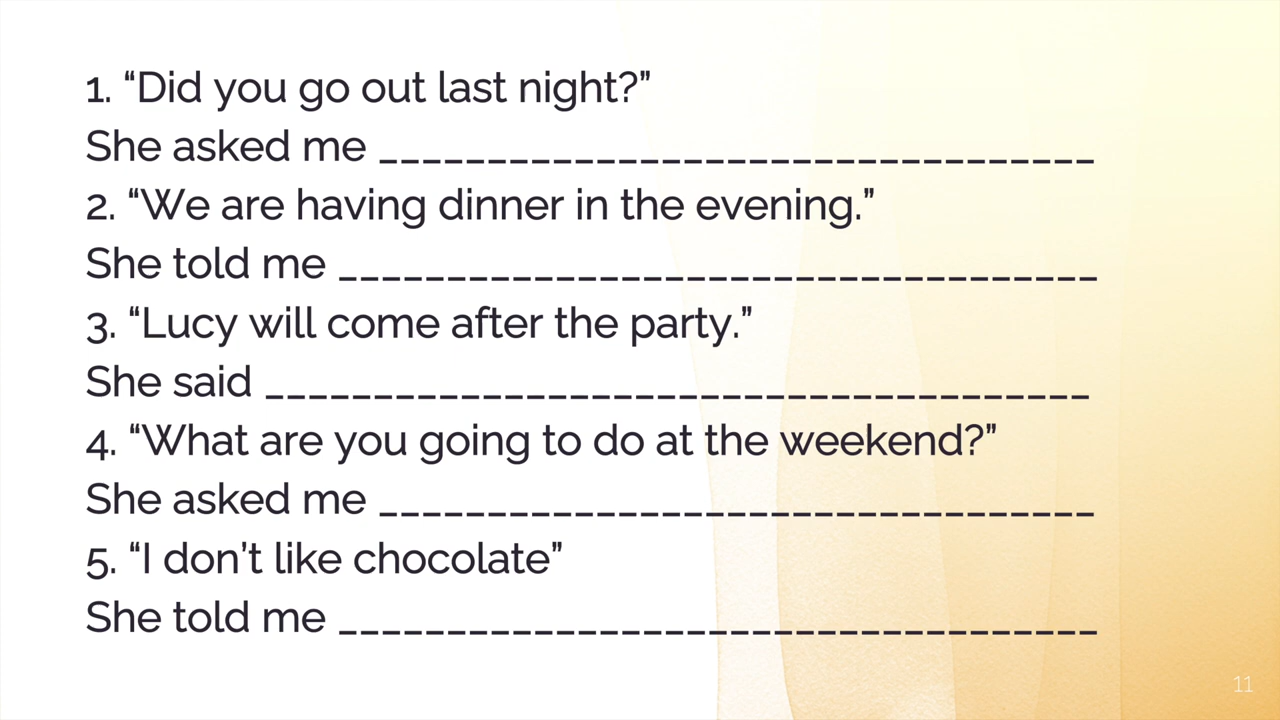 1. “Did you go out last night?”
She asked me _________________________________
2. “We are having dinner in the evening.”
She told me ___________________________________
3. “Lucy will come after the party.”
She said ______________________________________
4. “What are you going to do at the weekend?”
She asked me _________________________________
5. “I don’t like chocolate”
She told me ___________________________________
11